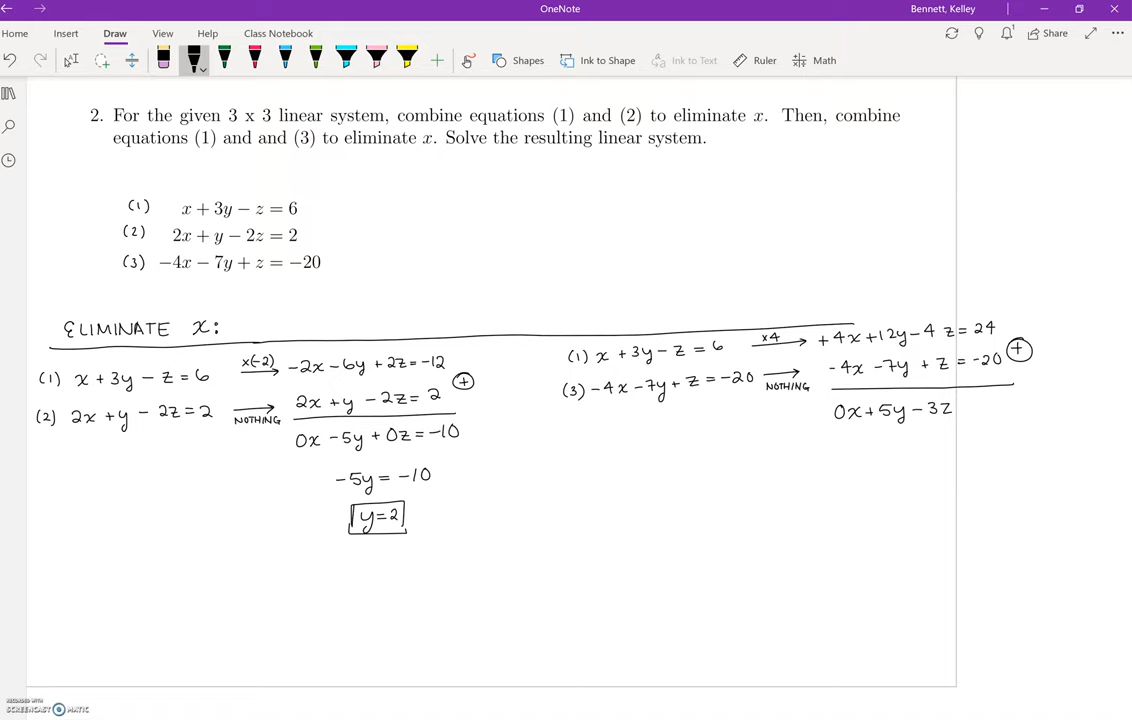 OneNote
Bennett, Kelley
Home Insert Draw View Help Class Notebook
1
Share
Shapes Ink to Shape Ink to Text Ruler Math
2. For the given 3 x 3 linear system, combine equations (1) and (2) to eliminate x. Then, combine
equations (1) and and (3) to eliminate x. Solve the resulting linear system.
(1) x + 3y − z = 6
(2) 2x + y − 2z = 2
(3) −4x − 7y + z = −20
ELIMINATE X:
(1) x + 3y − z = 6 x(-2) → -2x - 6y + 2z = -12
(2) 2x + y − 2z = 2 → NOTHING 2x + y − 2z = 2 +
0x − 5y + 0z = −10
-5y = -10
y = 2
(1) x + 3y − z = 6 x4 → +4x + 12y − 4z = 24
(3) −4x − 7y + z = −20 → NOTHING -4x − 7y + z = −20 +
0x + 5y − 3z
RECORDED WITH
SCREENCAST MATIC